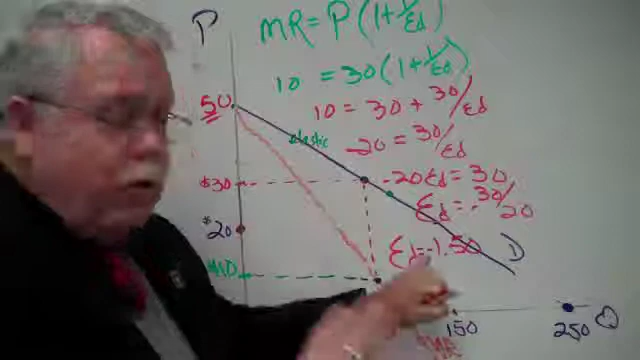 P
MR = P (1 + 1/Ed)
10 = 30 (1 + 1/Ed)
50
10 = 30 + 30/Ed
elastic
-20 = 30/Ed
-20Ed = 30
$30
Ed = -30/20
$20
Ed = -1.50
D
150
250
Q